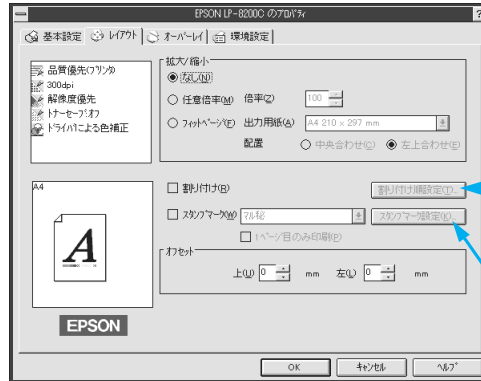 EPSON LP-8200C のプロパティ
?
基本設定 レイアウト オーバーレイ 環境設定
品質優先(プリンタ)
300dpi
解像度優先
トナーセーブ:オフ
ドライバによる色補正
拡大/縮小
なし(N)
任意倍率(M) 倍率(Z) 100
フィットページ(F) 出力用紙(A) A4 210 x 297 mm
配置 中央合わせ(C) 左上合わせ(E)
A4
A
EPSON
割り付け(R) 割り付け順設定(T)...
スタンプマーク(W) マル秘 スタンプマーク設定(K)...
1ページ目のみ印刷(P)
オフセット
上(U) 0 mm 左(L) 0 mm
OK キャンセル ヘルプ